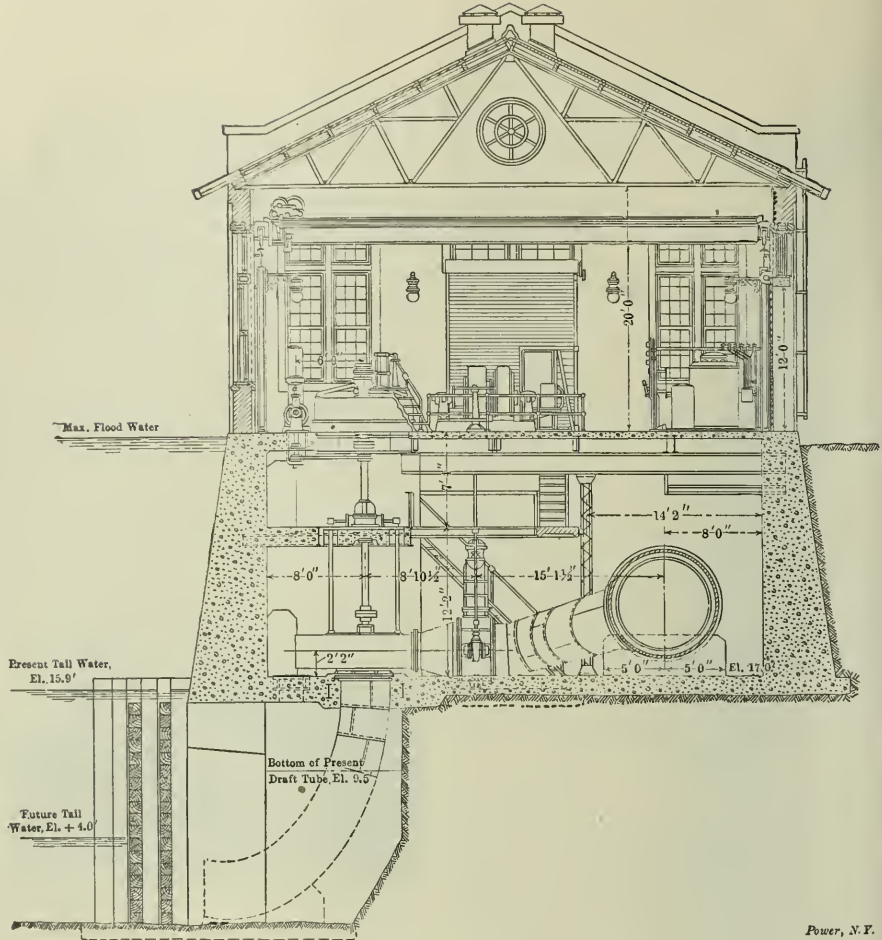 20'-0"
12'-0"
Max. Flood Water
7'-1"
14'2"
8'0"
8'0"
8'10½"
15'1½"
12'-9"
Present Tail Water,
El. 15.9'
2'2"
5'0"
5'0"
El. 17.0
Bottom of Present
Draft Tube, El. 9.5
Future Tail
Water, El. + 4.0'
Power, N.Y.